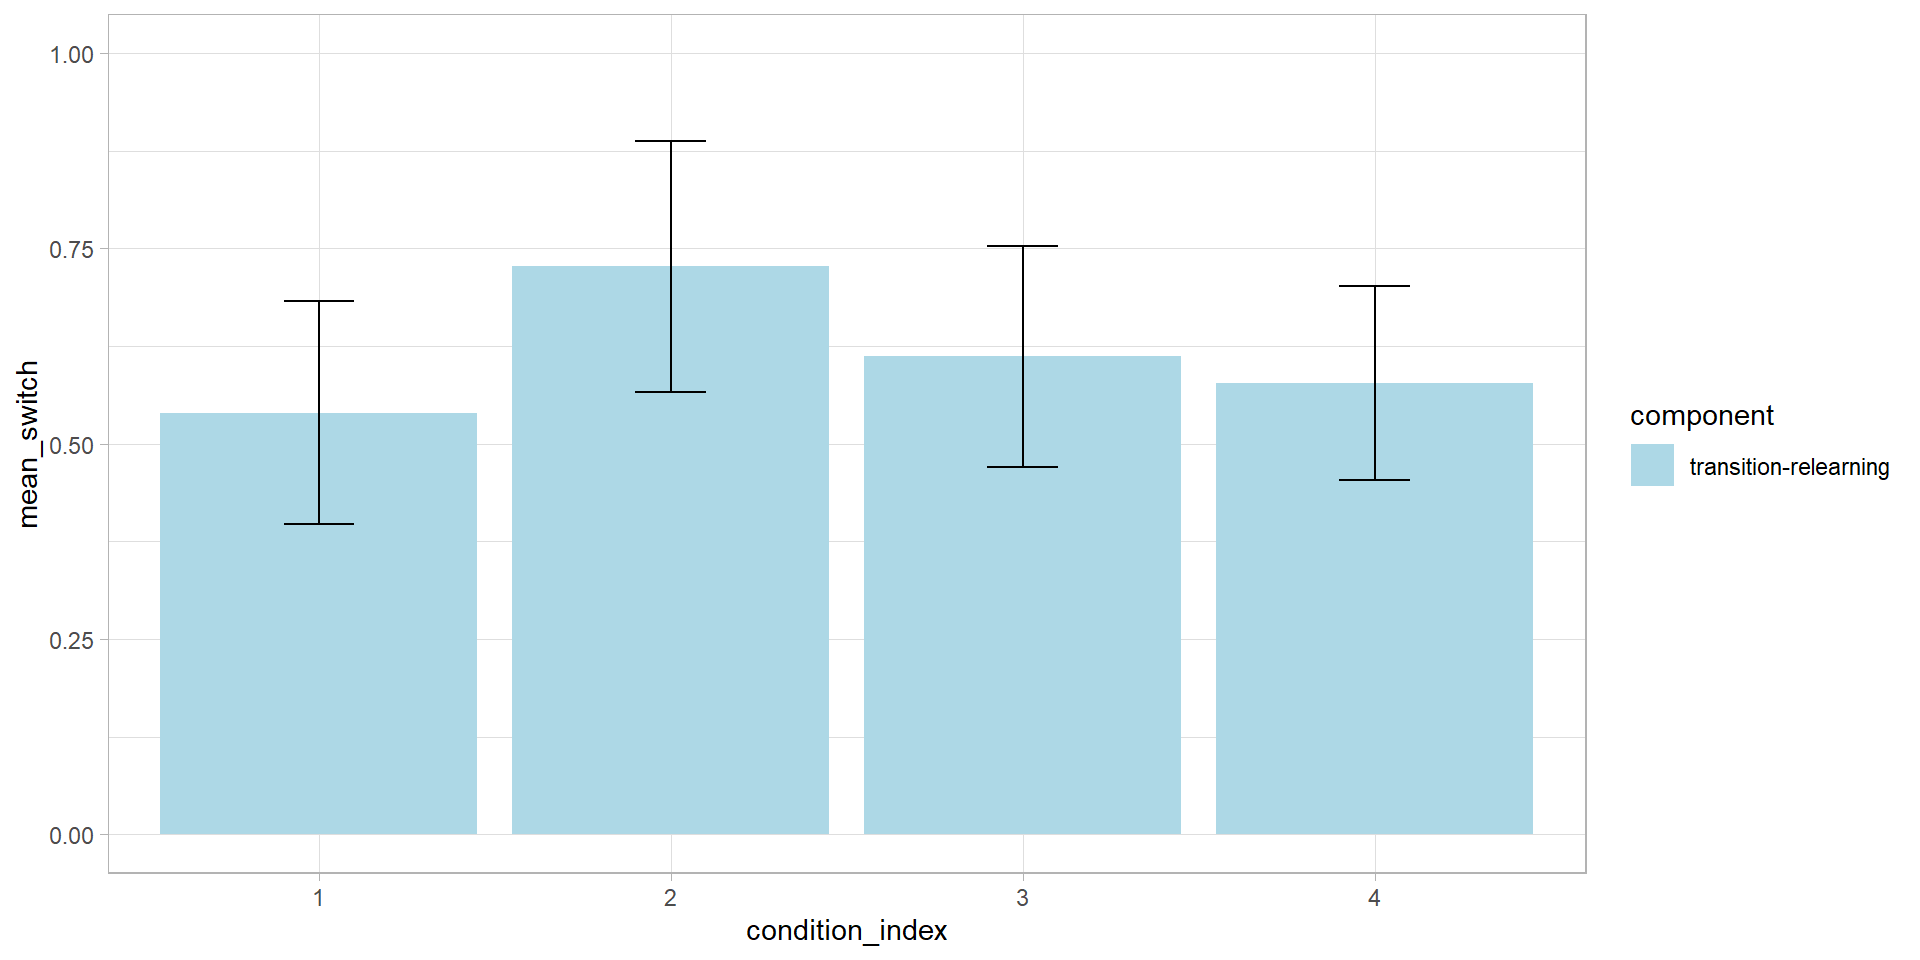 1.00
0.75
0.50
0.25
0.00
mean_switch
1 2 3 4
condition_index
component
transition-relearning